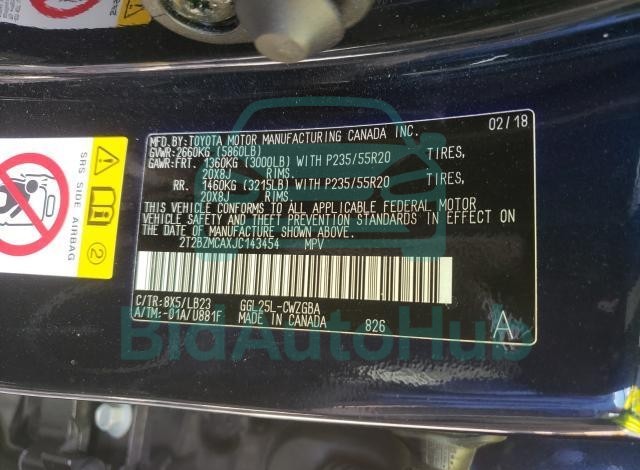 MFD.BY:TOYOTA MOTOR MANUFACTURING CANADA INC. 02/18
GVWR:2660KG (5860LB)
GAWR:FRT. 1360KG (3000LB) WITH P235/55R20 TIRES,
20X8J RIMS.
RR. 1460KG (3215LB) WITH P235/55R20 TIRES,
20X8J RIMS.
THIS VEHICLE CONFORMS TO ALL APPLICABLE FEDERAL MOTOR
VEHICLE SAFETY AND THEFT PREVENTION STANDARDS IN EFFECT ON
THE DATE OF MANUFACTURE SHOWN ABOVE.
2T2BZMCAXJC143454 MPV
C/TR:8X5/LB23 GGL25L-CWZGBA
A/TM:-01A/U881F MADE IN CANADA 826 A
SRS SIDE AIRBAG
2
BidAutoHub